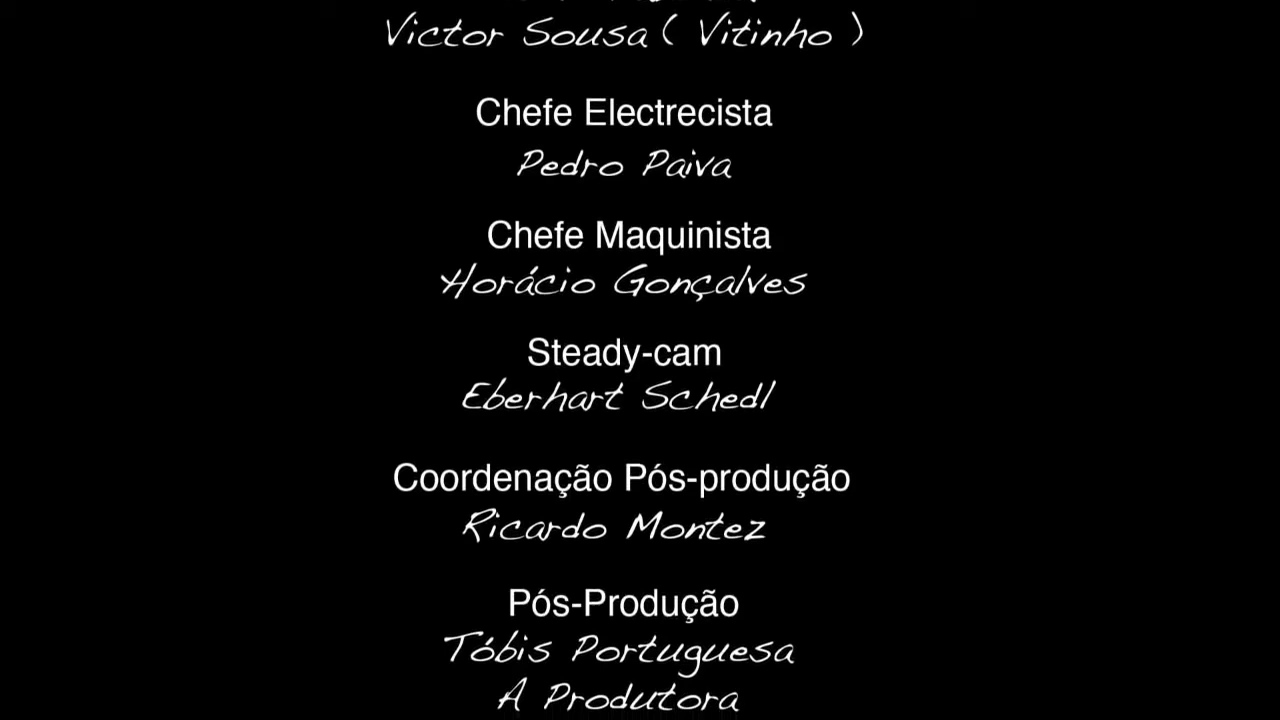 Victor Sousa ( Vitinho )
Chefe Electrecista
Pedro Paiva
Chefe Maquinista
Horácio Gonçalves
Steady-cam
Eberhart Schedl
Coordenação Pós-produção
Ricardo Montez
Pós-Produção
Tóbis Portuguesa
A Produtora